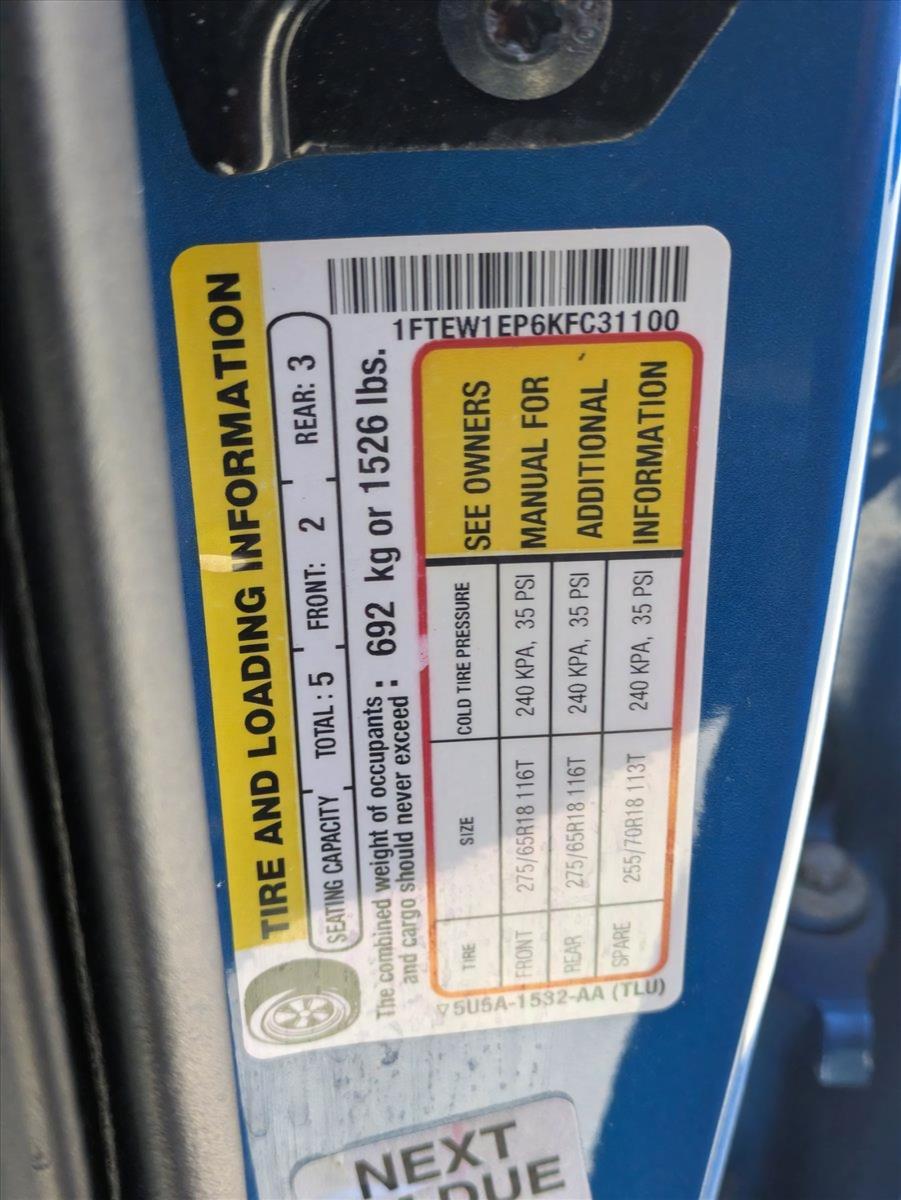 1FTEW1EP6KFC31100
TIRE AND LOADING INFORMATION
SEATING CAPACITY TOTAL : 5 FRONT: 2 REAR: 3
The combined weight of occupants :
and cargo should never exceed : 692 kg or 1526 lbs.
TIRE SIZE COLD TIRE PRESSURE
FRONT 275/65R18 116T 240 KPA, 35 PSI
REAR 275/65R18 116T 240 KPA, 35 PSI
SPARE 255/70R18 113T 240 KPA, 35 PSI
SEE OWNERS
MANUAL FOR
ADDITIONAL
INFORMATION
5U5A-1532-AA (TLU)
NEXT
DUE